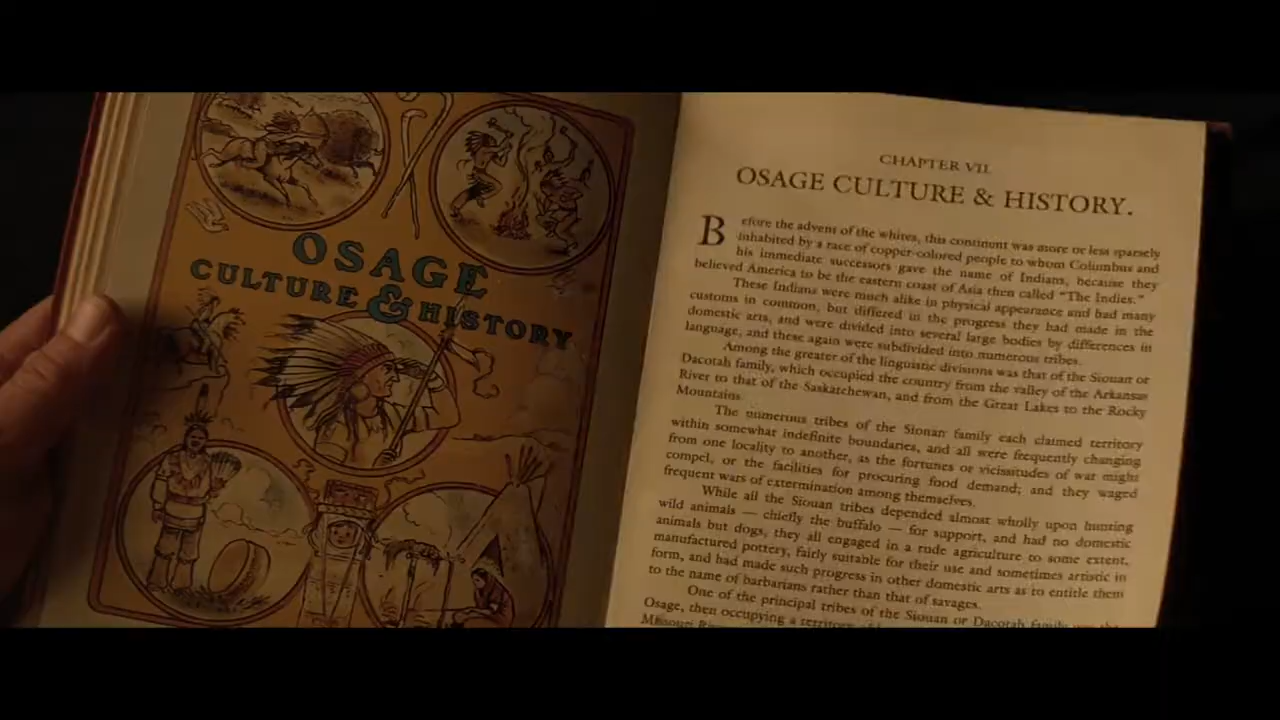 OSAGE
CULTURE & HISTORY
CHAPTER VII.
OSAGE CULTURE & HISTORY.
Before the advent of the whites, this continent was more or less sparsely
inhabited by a race of copper-colored people to whom Columbus and
his immediate successors gave the name of Indians, because they
believed America to be the eastern coast of Asia then called "The Indies."
These Indians were much alike in physical appearance and had many
customs in common, but differed in the progress they had made in the
domestic arts, and were divided into several large bodies by differences in
language, and these again were subdivided into numerous tribes.
Among the greater of the linguistic divisions was that of the Siouan or
Dacotah family, which occupied the country from the valley of the Arkansas
River to that of the Saskatchewan, and from the Great Lakes to the Rocky
Mountains.
The numerous tribes of the Sionan family each claimed territory
within somewhat indefinite boundaries, and all were frequently changing
from one locality to another, as the fortunes or vicissitudes of war might
compel, or the facilities for procuring food demand; and they waged
frequent wars of extermination among themselves.
While all the Siouan tribes depended almost wholly upon hunting
wild animals — chiefly the buffalo — for support, and had no domestic
animals but dogs, they all engaged in a rude agriculture to some extent,
manufactured pottery, fairly suitable for their use and sometimes artistic in
form, and had made such progress in other domestic arts as to entitle them
to the name of barbarians rather than that of savages.
One of the principal tribes of the Siouan or Dacotah family was the
Osage, then occupying a territory
Missouri River